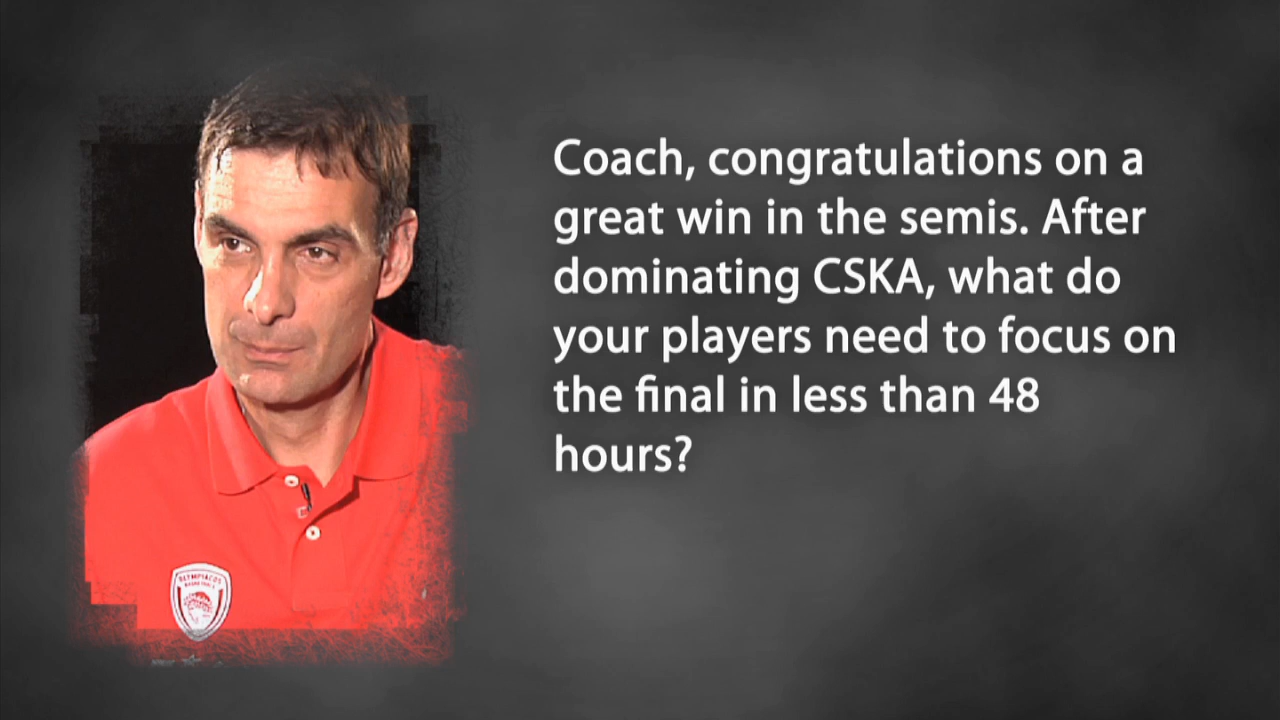 Coach, congratulations on a
great win in the semis. After
dominating CSKA, what do
your players need to focus on
the final in less than 48
hours?
OLYMPIACOS